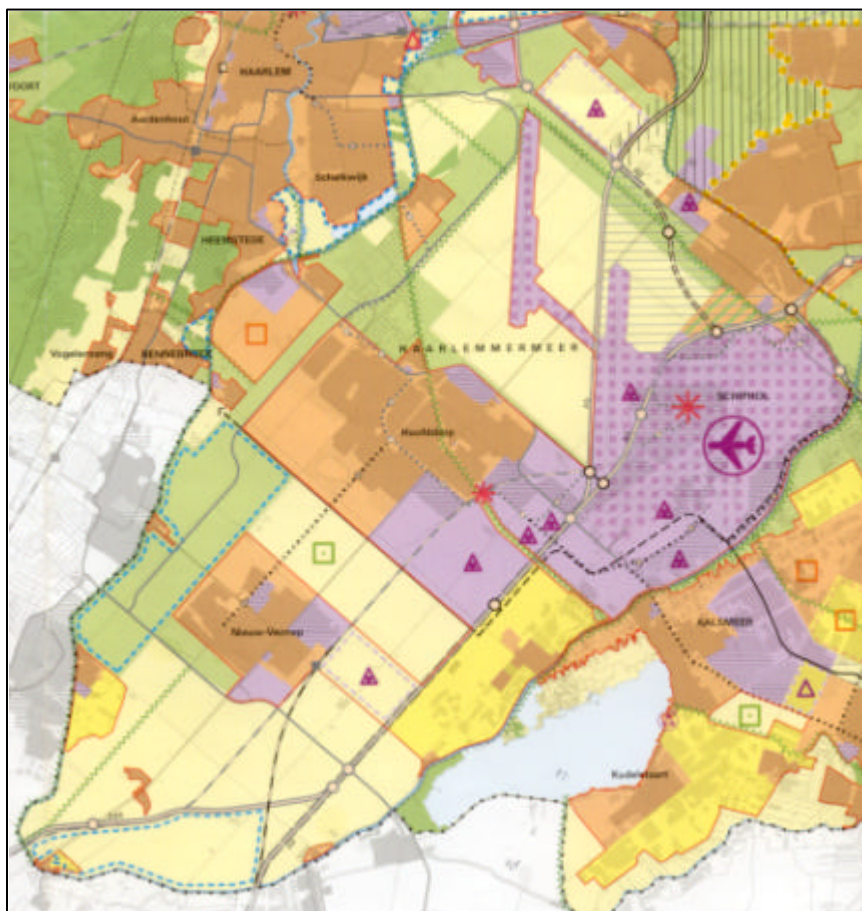 HAARLEM
Aerdenhout
Schalkwijk
HEEMSTEDE
Vogelenzang
BENNEBROEK
HAARLEMMERMEER
SCHIPHOL
Hoofddorp
Nieuw-Vennep
AALSMEER
Kudelstaart